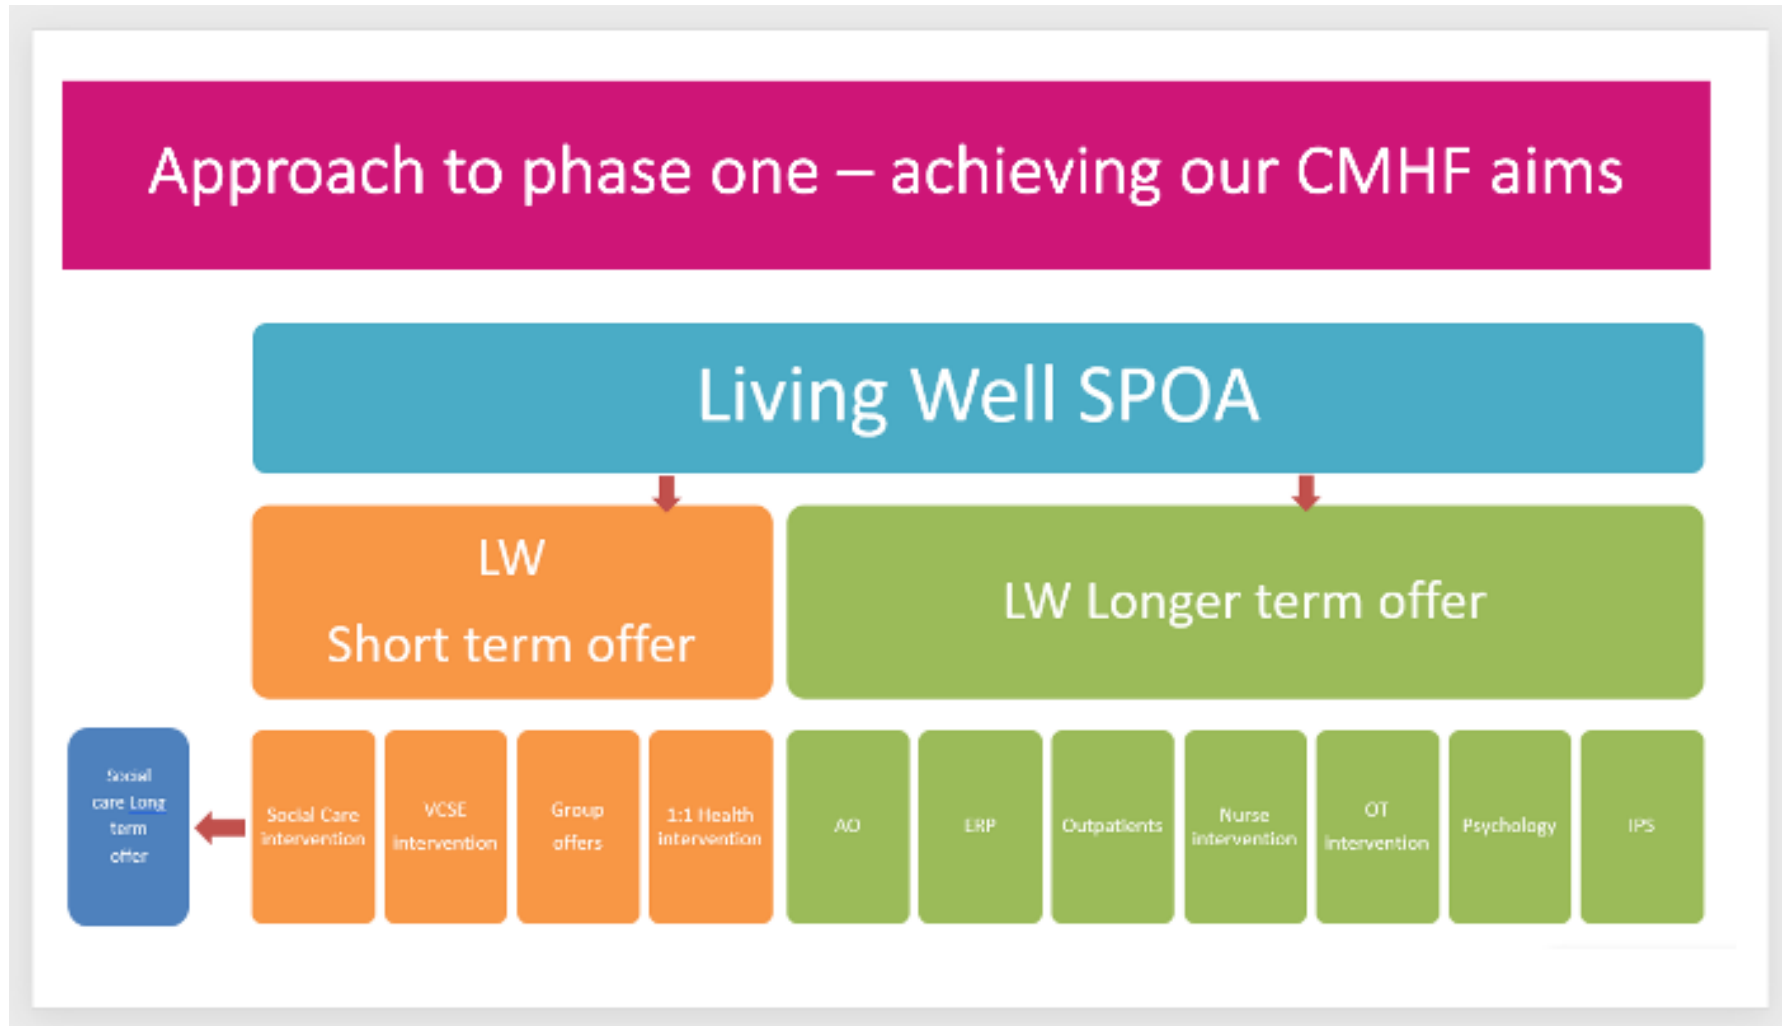 Approach to phase one – achieving our CMHF aims
Living Well SPOA
LW
Short term offer
LW Longer term offer
Social
care Long
term
offer
Social Care
intervention
VCSE
intervention
Group
offers
1:1 Health
intervention
AO
ERP
Outpatients
Nurse
intervention
OT
intervention
Psychology
IPS